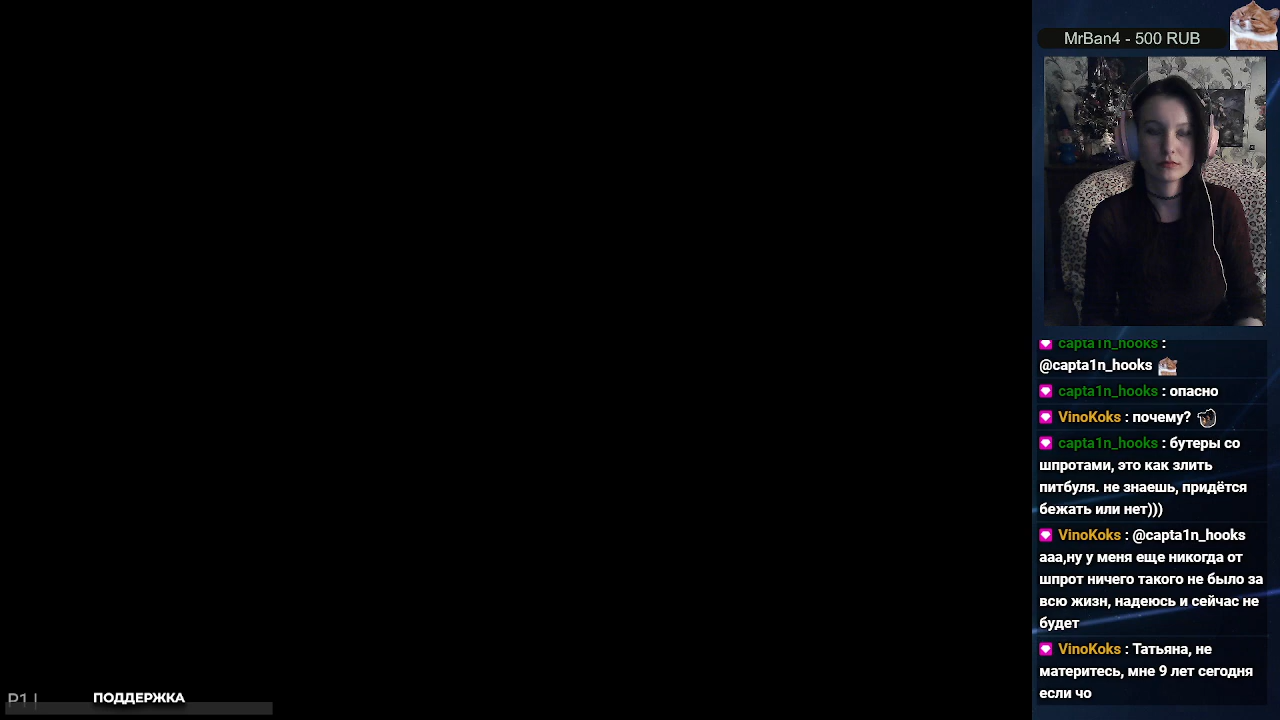 MrBan4 - 500 RUB
capta1n_hooks :
@capta1n_hooks
capta1n_hooks : опасно
VinoKoks : почему?
capta1n_hooks : бутеры со
шпротами, это как злить
питбуля. не знаешь, придётся
бежать или нет)))
VinoKoks : @capta1n_hooks
ааа,ну у меня еще никогда от
шпрот ничего такого не было за
всю жизн, надеюсь и сейчас не
будет
VinoKoks : Татьяна, не
материтесь, мне 9 лет сегодня
если чо
ПОДДЕРЖКА